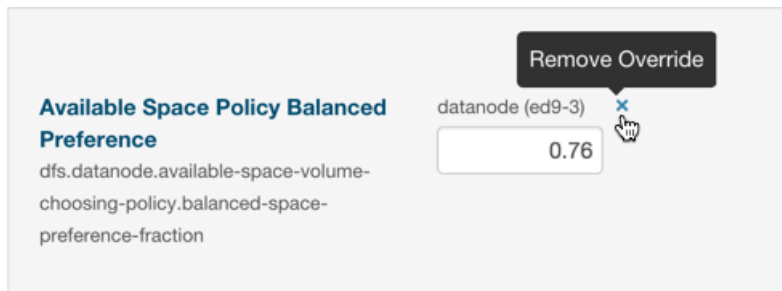 Remove Override
Available Space Policy Balanced
Preference
dfs.datanode.available-space-volume-
choosing-policy.balanced-space-
preference-fraction
datanode (ed9-3) ×
0.76